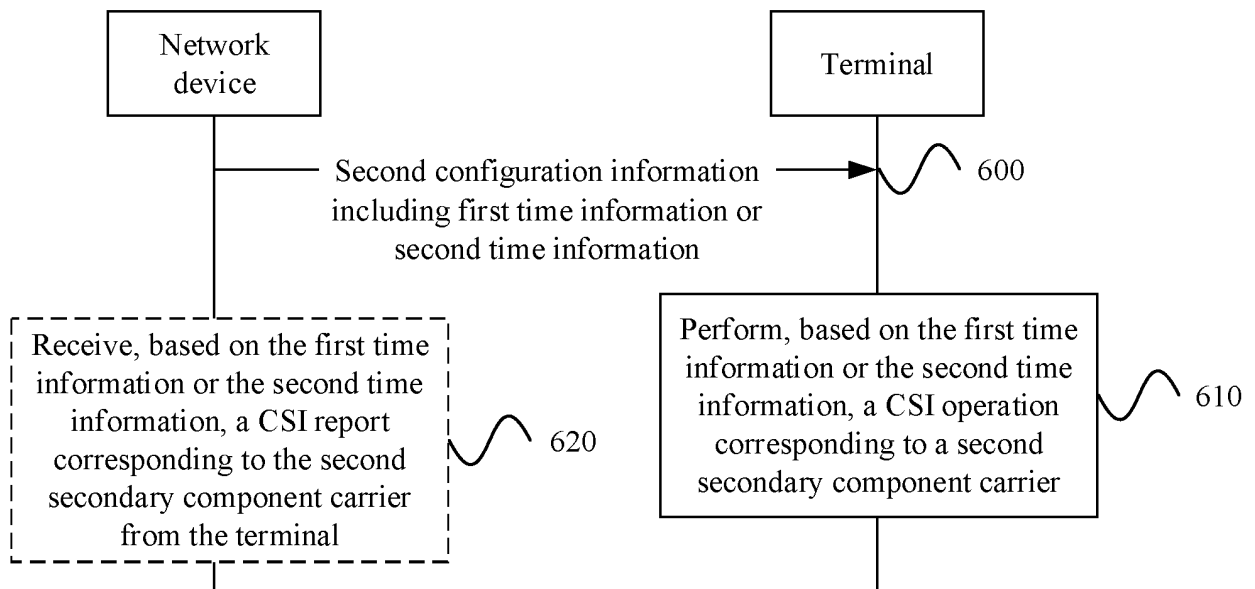 Network
device
Terminal
Second configuration information
including first time information or
second time information
600
Receive, based on the first time
information or the second time
information, a CSI report
corresponding to the second
secondary component carrier
from the terminal
620
Perform, based on the first time
information or the second time
information, a CSI operation
corresponding to a second
secondary component carrier
610